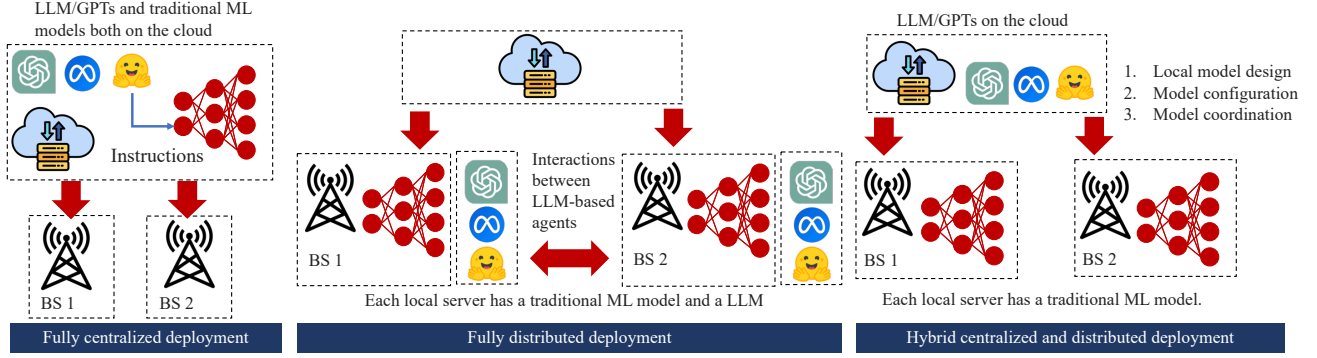 LLM/GPTs and traditional ML
models both on the cloud
Instructions
BS 1
BS 2
Fully centralized deployment
BS 1
Interactions
between
LLM-based
agents
BS 2
Each local server has a traditional ML model and a LLM
Fully distributed deployment
LLM/GPTs on the cloud
1. Local model design
2. Model configuration
3. Model coordination
BS 1
BS 2
Each local server has a traditional ML model.
Hybrid centralized and distributed deployment